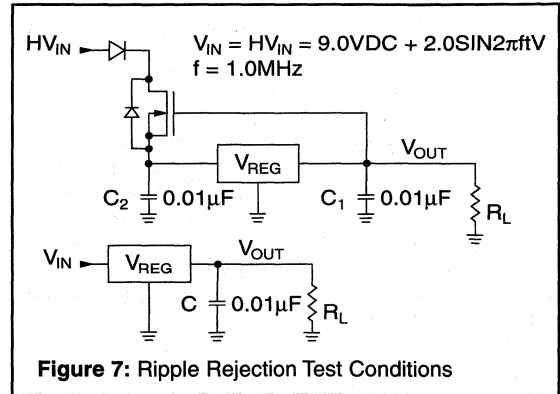 HV_IN
V_IN = HV_IN = 9.0VDC + 2.0SIN2πftV
f = 1.0MHz
V_REG
V_OUT
C_2 0.01µF
C_1 0.01µF
R_L
V_IN
V_REG
V_OUT
C 0.01µF
R_L
Figure 7: Ripple Rejection Test Conditions